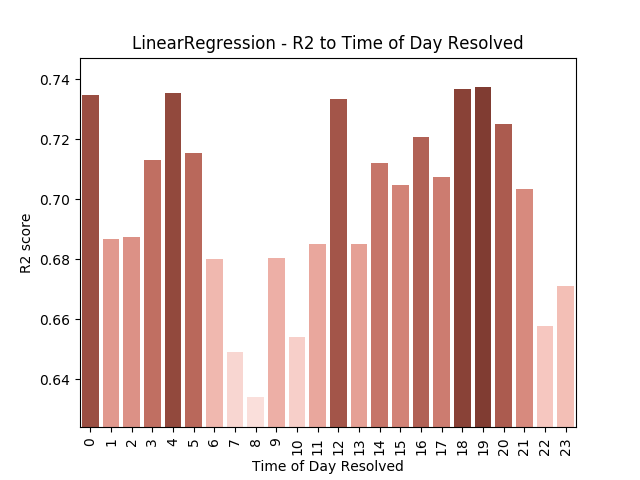 LinearRegression - R2 to Time of Day Resolved
0.74
0.72
0.70
0.68
0.66
0.64
R2 score
0 1 2 3 4 5 6 7 8 9 10 11 12 13 14 15 16 17 18 19 20 21 22 23
Time of Day Resolved